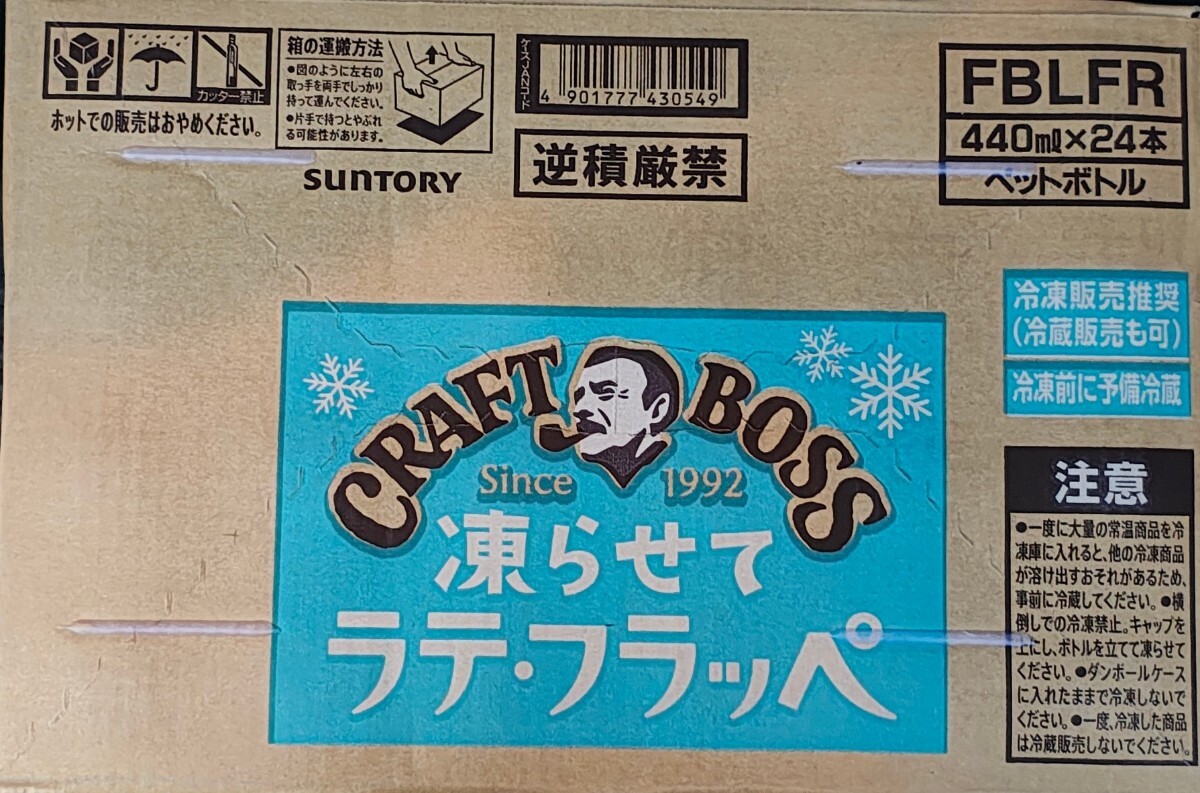 カッター禁止
ホットでの販売はおやめください。
箱の運搬方法
●図のように左右の
取っ手を両手でしっかり
持って運んでください。
●片手で持つとやぶれ
る可能性があります。
SUNTORY
ケースJANコード
4 901777 430549
逆積厳禁
FBLFR
440ml×24本
ペットボトル
冷凍販売推奨
(冷蔵販売も可)
冷凍前に予備冷蔵
CRAFT BOSS
Since 1992
凍らせて
ラテ・フラッペ
注意
●一度に大量の常温商品を冷
凍庫に入れると、他の冷凍商品
が溶け出すおそれがあるため、
事前に冷蔵してください。●横
倒しでの冷凍禁止。キャップを
上にし、ボトルを立てて凍らせて
ください。●ダンボールケース
に入れたままで冷凍しないで
ください。●一度、冷凍した商品
は冷蔵販売しないでください。